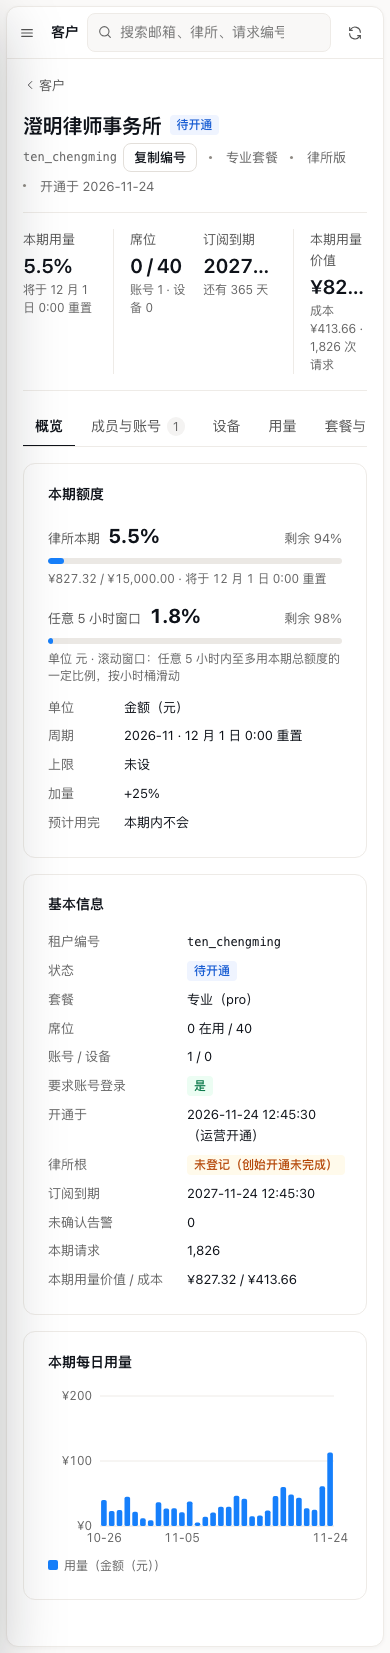 客户
搜索邮箱、律所、请求编号
客户
澄明律师事务所 待开通
ten_chengming 复制编号 • 专业套餐 • 律所版
• 开通于 2026-11-24
本期用量
5.5%
将于 12 月 1
日 0:00 重置
席位
0 / 40
账号 1 · 设
备 0
订阅到期
2027...
还有 365 天
本期用量
价值
¥82...
成本
¥413.66 ·
1,826 次
请求
概览 成员与账号 1 设备 用量 套餐与
本期额度
律所本期 5.5% 剩余 94%
¥827.32 / ¥15,000.00 · 将于 12 月 1 日 0:00 重置
任意 5 小时窗口 1.8% 剩余 98%
单位 元 · 滚动窗口：任意 5 小时内至多用本期总额度的
一定比例，按小时桶滑动
单位 金额（元）
周期 2026-11 · 12 月 1 日 0:00 重置
上限 未设
加量 +25%
预计用完 本期内不会
基本信息
租户编号 ten_chengming
状态 待开通
套餐 专业（pro）
席位 0 在用 / 40
账号 / 设备 1 / 0
要求账号登录 是
开通于 2026-11-24 12:45:30
（运营开通）
律所根 未登记（创始开通未完成）
订阅到期 2027-11-24 12:45:30
未确认告警 0
本期请求 1,826
本期用量价值 / 成本 ¥827.32 / ¥413.66
本期每日用量
¥200
¥100
¥0
10-26 11-05 11-24
用量（金额（元））